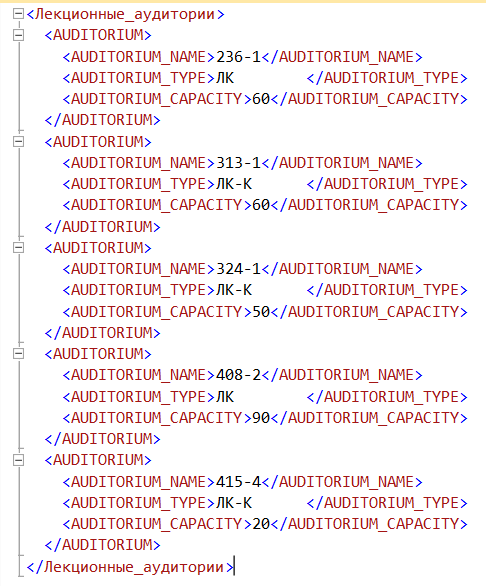 <Лекционные_аудитории>
  <AUDITORIUM>
    <AUDITORIUM_NAME>236-1</AUDITORIUM_NAME>
    <AUDITORIUM_TYPE>ЛК        </AUDITORIUM_TYPE>
    <AUDITORIUM_CAPACITY>60</AUDITORIUM_CAPACITY>
  </AUDITORIUM>
  <AUDITORIUM>
    <AUDITORIUM_NAME>313-1</AUDITORIUM_NAME>
    <AUDITORIUM_TYPE>ЛК-К      </AUDITORIUM_TYPE>
    <AUDITORIUM_CAPACITY>60</AUDITORIUM_CAPACITY>
  </AUDITORIUM>
  <AUDITORIUM>
    <AUDITORIUM_NAME>324-1</AUDITORIUM_NAME>
    <AUDITORIUM_TYPE>ЛК-К      </AUDITORIUM_TYPE>
    <AUDITORIUM_CAPACITY>50</AUDITORIUM_CAPACITY>
  </AUDITORIUM>
  <AUDITORIUM>
    <AUDITORIUM_NAME>408-2</AUDITORIUM_NAME>
    <AUDITORIUM_TYPE>ЛК        </AUDITORIUM_TYPE>
    <AUDITORIUM_CAPACITY>90</AUDITORIUM_CAPACITY>
  </AUDITORIUM>
  <AUDITORIUM>
    <AUDITORIUM_NAME>415-4</AUDITORIUM_NAME>
    <AUDITORIUM_TYPE>ЛК-К      </AUDITORIUM_TYPE>
    <AUDITORIUM_CAPACITY>20</AUDITORIUM_CAPACITY>
  </AUDITORIUM>
</Лекционные_аудитории>